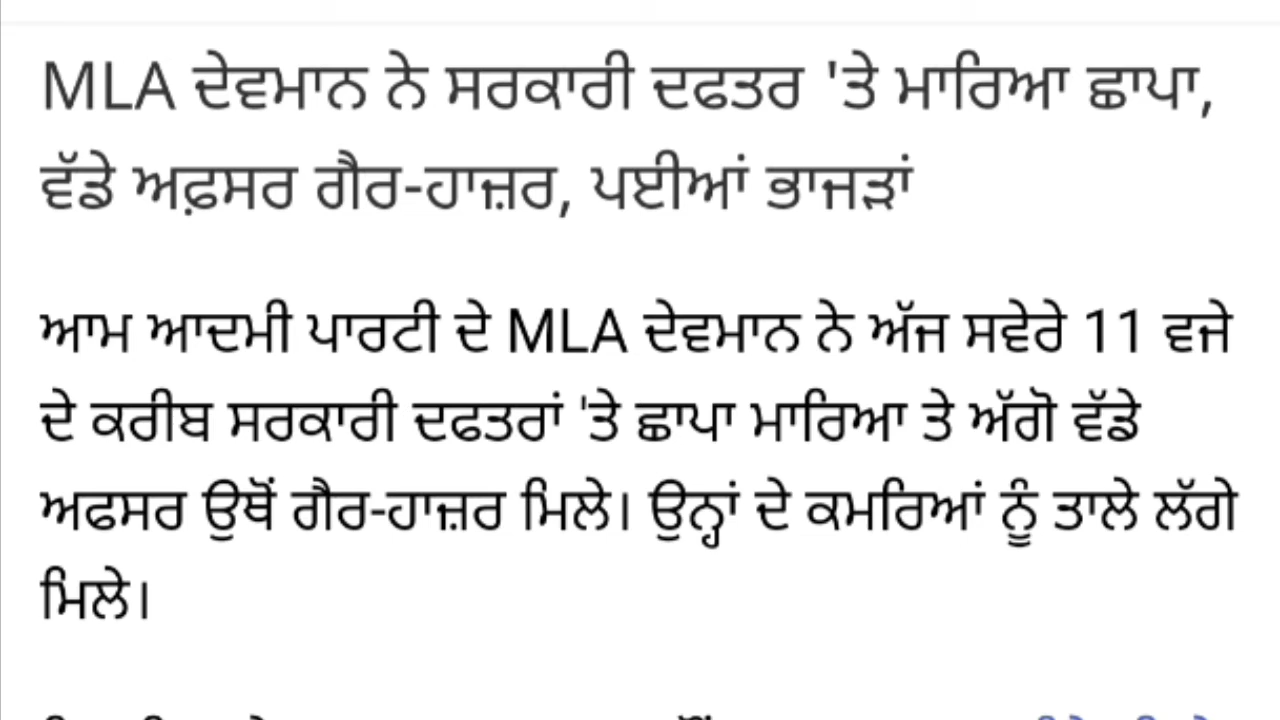 MLA ਦੇਵਮਾਨ ਨੇ ਸਰਕਾਰੀ ਦਫਤਰ 'ਤੇ ਮਾਰਿਆ ਛਾਪਾ,
ਵੱਡੇ ਅਫ਼ਸਰ ਗੈਰ-ਹਾਜ਼ਰ, ਪਈਆਂ ਭਾਜੜਾਂ
ਆਮ ਆਦਮੀ ਪਾਰਟੀ ਦੇ MLA ਦੇਵਮਾਨ ਨੇ ਅੱਜ ਸਵੇਰੇ 11 ਵਜੇ
ਦੇ ਕਰੀਬ ਸਰਕਾਰੀ ਦਫਤਰਾਂ 'ਤੇ ਛਾਪਾ ਮਾਰਿਆ ਤੇ ਅੱਗੋ ਵੱਡੇ
ਅਫਸਰ ਉਥੋਂ ਗੈਰ-ਹਾਜ਼ਰ ਮਿਲੇ। ਉਨ੍ਹਾਂ ਦੇ ਕਮਰਿਆਂ ਨੂੰ ਤਾਲੇ ਲੱਗੇ
ਮਿਲੇ।